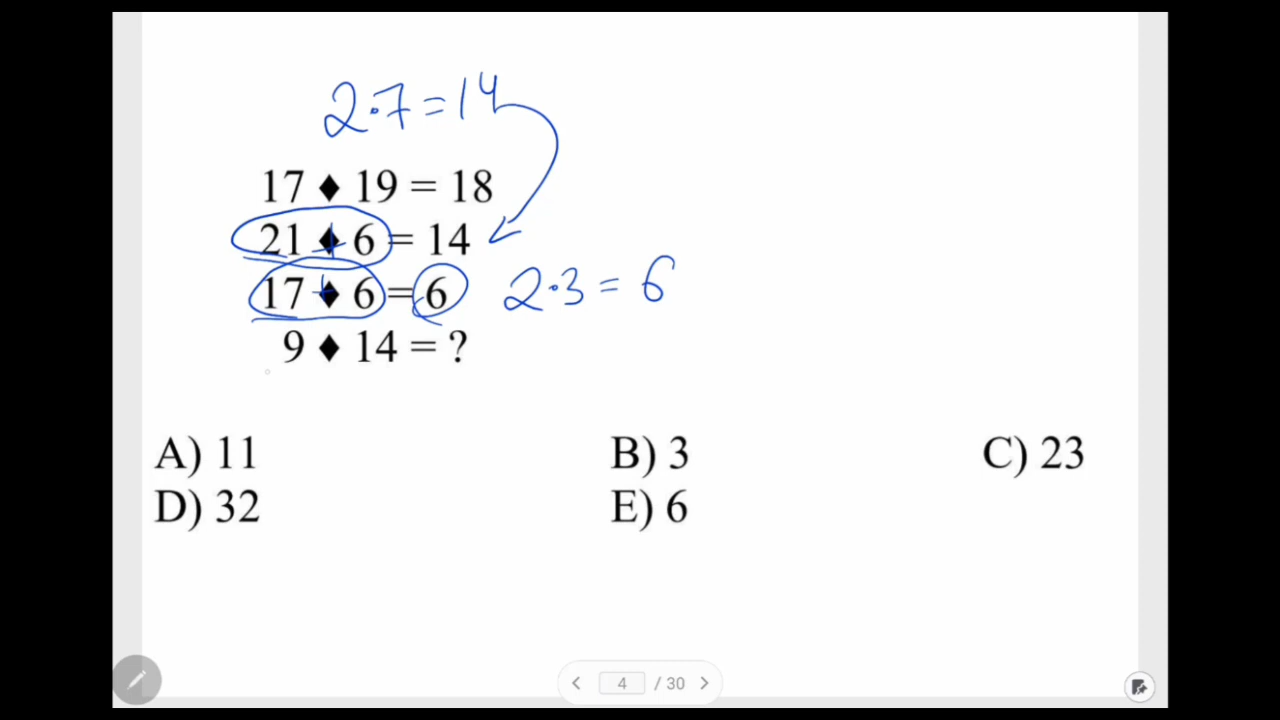 2·7=14
17 ♦ 19 = 18
21 ♦ 6 = 14
17 ♦ 6 = 6 2·3 = 6
9 ♦ 14 = ?
A) 11 B) 3 C) 23
D) 32 E) 6
4 / 30